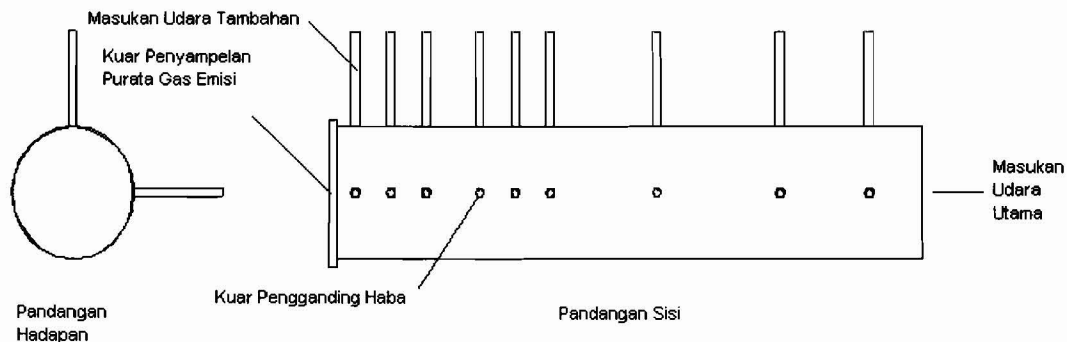 Masukan Udara Tambahan
Kuar Penyampelan
Purata Gas Emisi
Masukan
Udara
Utama
Kuar Pengganding Haba
Pandangan
Hadapan
Pandangan Sisi